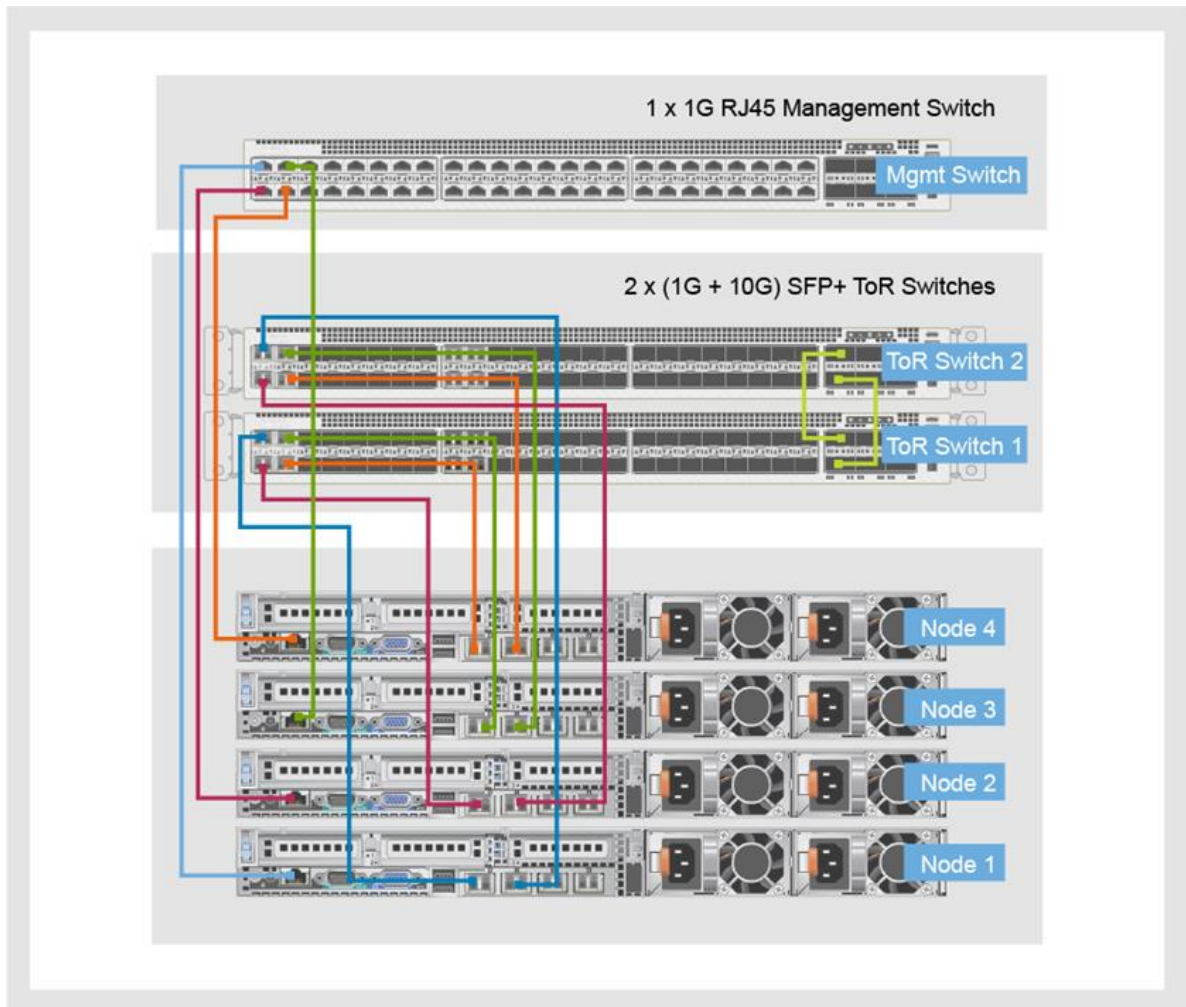 1 x 1G RJ45 Management Switch
Mgmt Switch
2 x (1G + 10G) SFP+ ToR Switches
ToR Switch 2
ToR Switch 1
Node 4
Node 3
Node 2
Node 1